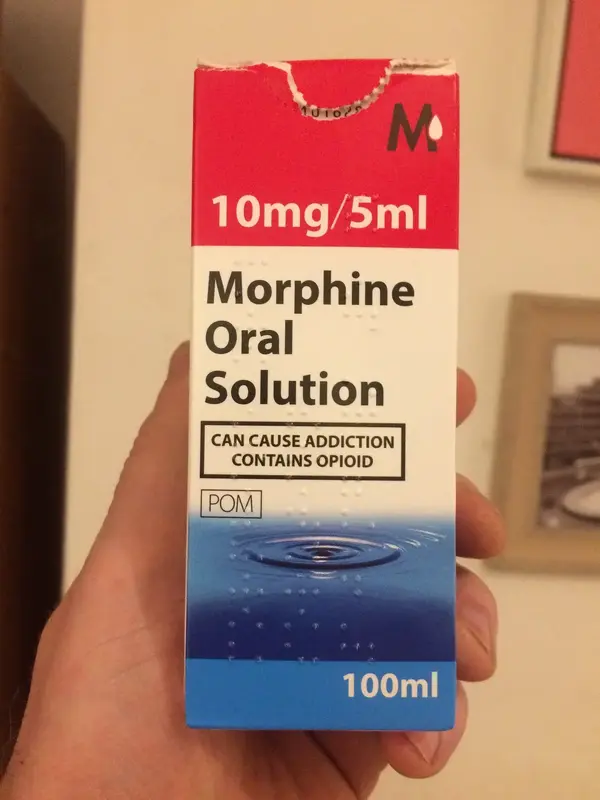 M
10mg/5ml
Morphine
Oral
Solution
CAN CAUSE ADDICTION
CONTAINS OPIOID
POM
100ml